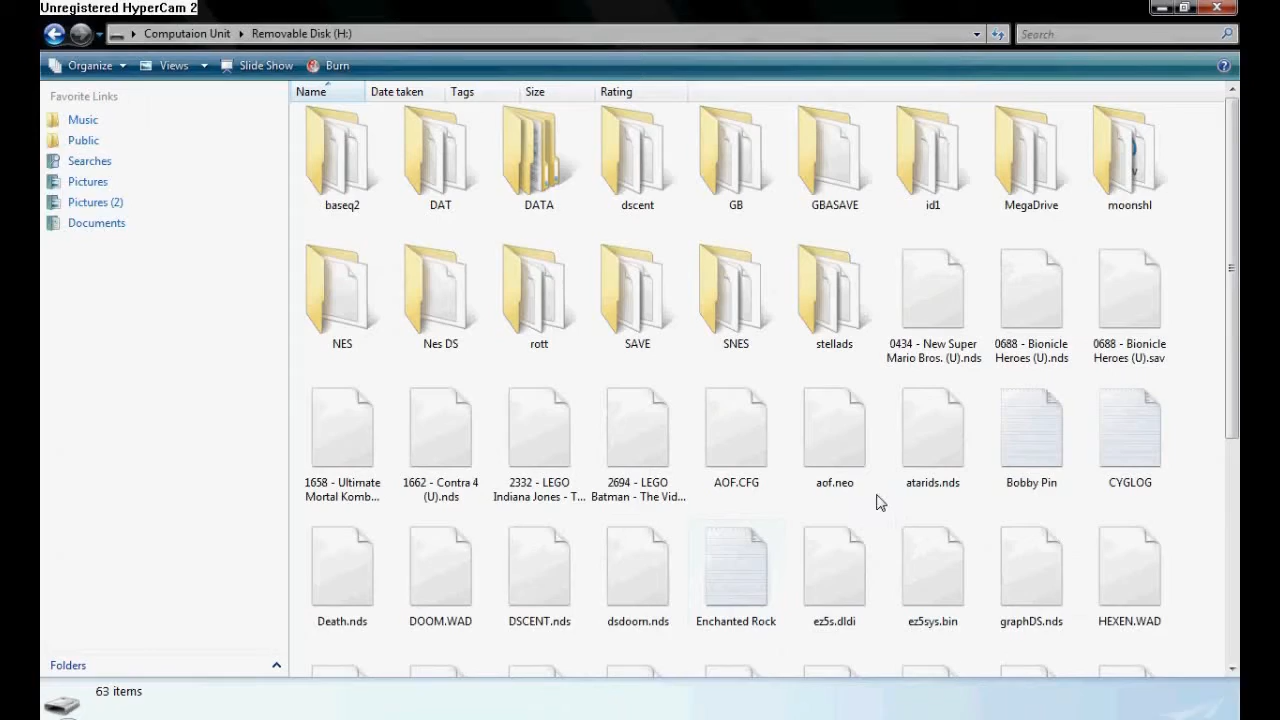 Unregistered HyperCam 2
Computaion Unit Removable Disk (H:) Search
Organize Views Slide Show Burn
Favorite Links
Music
Public
Searches
Pictures
Pictures (2)
Documents
Folders
Name Date taken Tags Size Rating
baseq2 DAT DATA dscent GB GBASAVE id1 MegaDrive moonshl
NES Nes DS rott SAVE SNES stellads 0434 - New Super 0688 - Bionicle 0688 - Bionicle
Mario Bros. (U).nds Heroes (U).nds Heroes (U).sav
1658 - Ultimate 1662 - Contra 4 2332 - LEGO 2694 - LEGO AOF.CFG aof.neo atarids.nds Bobby Pin CYGLOG
Mortal Komb... (U).nds Indiana Jones - T... Batman - The Vid...
Death.nds DOOM.WAD DSCENT.nds dsdoom.nds Enchanted Rock ez5s.dldi ez5sys.bin graphDS.nds HEXEN.WAD
63 items